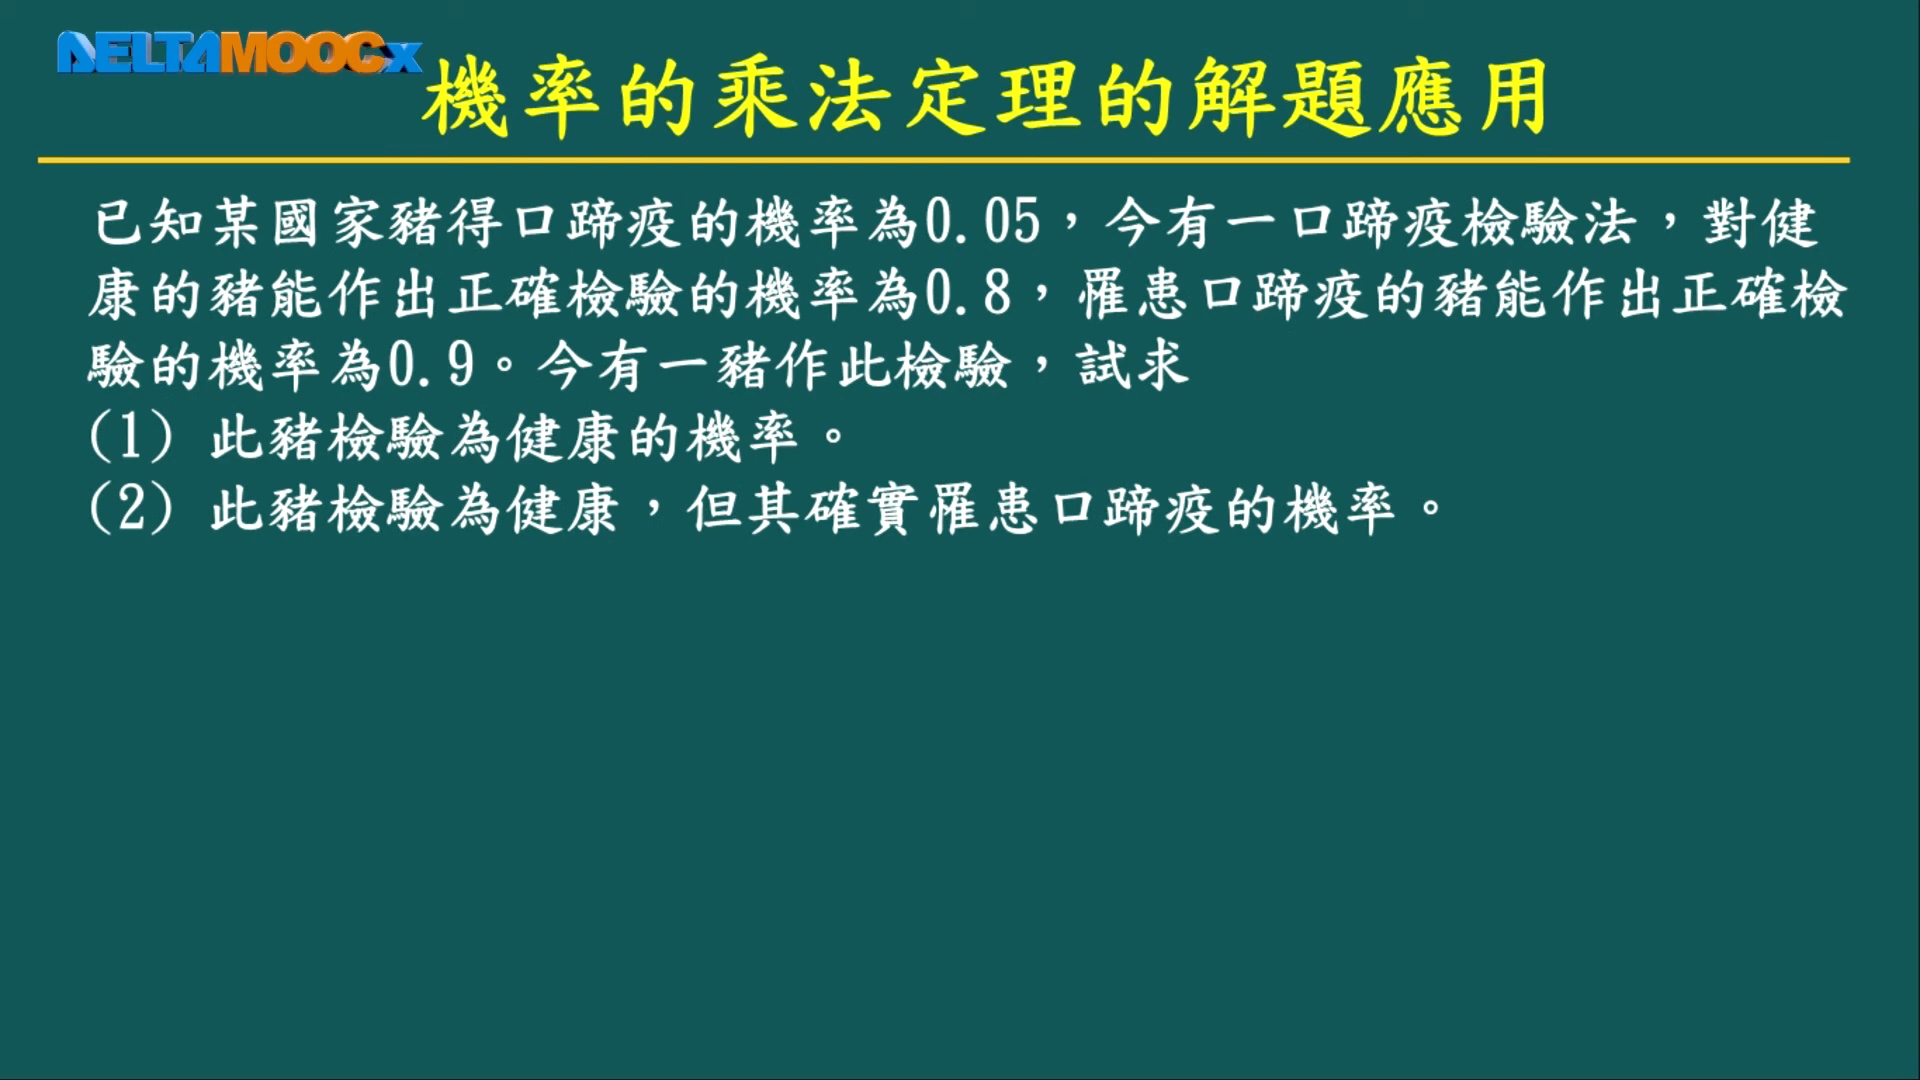 DELTAMOOCx
機率的乘法定理的解題應用
已知某國家豬得口蹄疫的機率為0.05，今有一口蹄疫檢驗法，對健
康的豬能作出正確檢驗的機率為0.8，罹患口蹄疫的豬能作出正確檢
驗的機率為0.9。今有一豬作此檢驗，試求
(1) 此豬檢驗為健康的機率。
(2) 此豬檢驗為健康，但其確實罹患口蹄疫的機率。